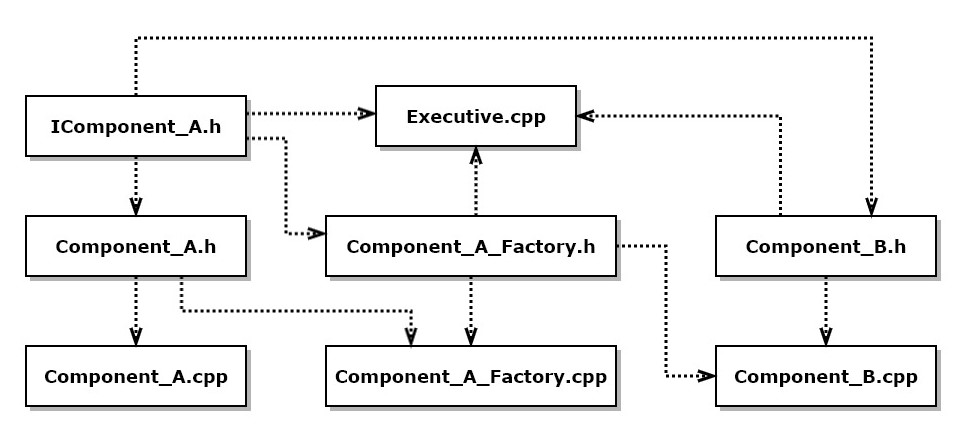 IComponent_A.h
Executive.cpp
Component_A.h
Component_A_Factory.h
Component_B.h
Component_A.cpp
Component_A_Factory.cpp
Component_B.cpp